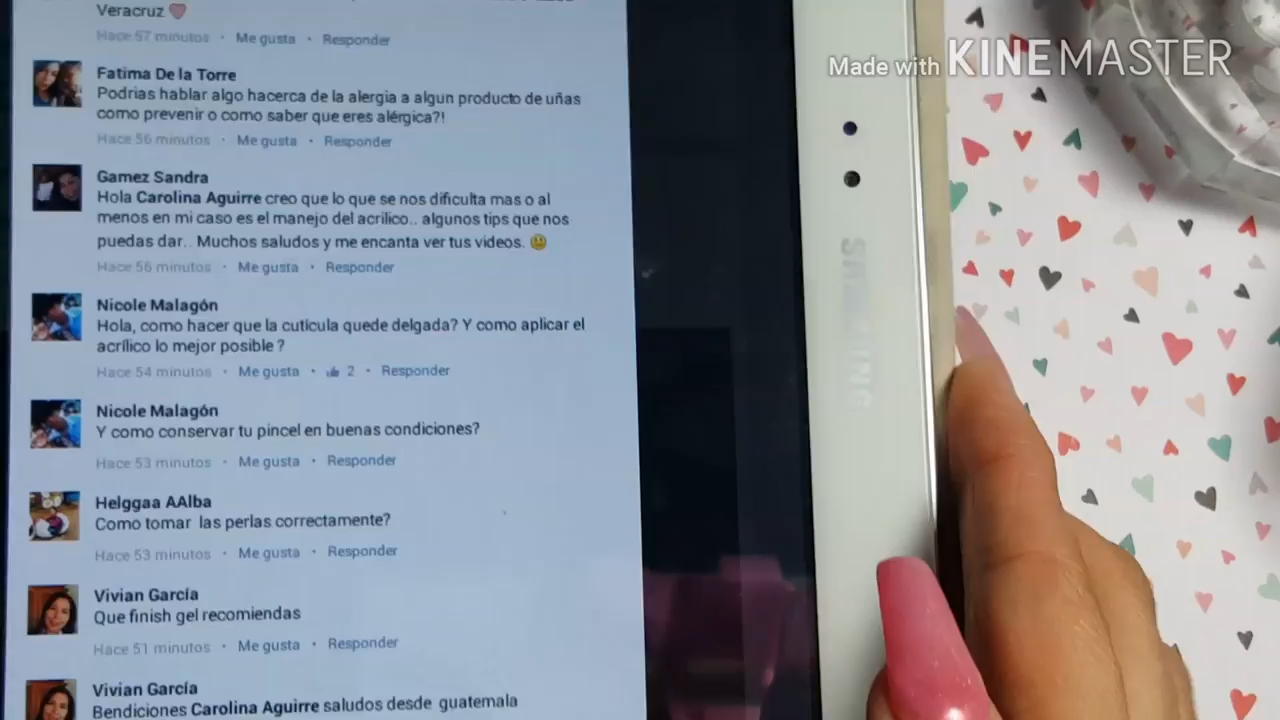 Veracruz
Hace 57 minutos · Me gusta · Responder
Fatima De la Torre
Podrias hablar algo hacerca de la alergia a algun producto de uñas
como prevenir o como saber que eres alérgica?!
Hace 56 minutos · Me gusta · Responder
Gamez Sandra
Hola Carolina Aguirre creo que lo que se nos dificulta mas o al
menos en mi caso es el manejo del acrilico.. algunos tips que nos
puedas dar.. Muchos saludos y me encanta ver tus videos.
Hace 56 minutos · Me gusta · Responder
Nicole Malagón
Hola, como hacer que la cutícula quede delgada? Y como aplicar el
acrílico lo mejor posible ?
Hace 54 minutos · Me gusta · 2 · Responder
Nicole Malagón
Y como conservar tu pincel en buenas condiciones?
Hace 53 minutos · Me gusta · Responder
Helggaa AAlba
Como tomar las perlas correctamente?
Hace 53 minutos · Me gusta · Responder
Vivian García
Que finish gel recomiendas
Hace 51 minutos · Me gusta · Responder
Vivian García
Bendiciones Carolina Aguirre saludos desde guatemala
Made with KINEMASTER
SAMSUNG